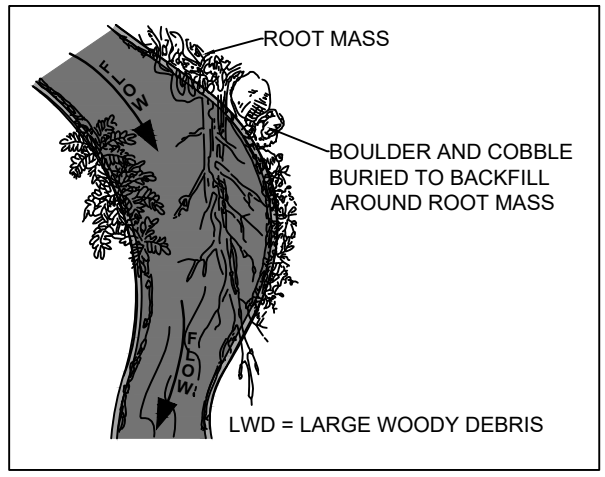 ROOT MASS
FLOW
BOULDER AND COBBLE
BURIED TO BACKFILL
AROUND ROOT MASS
FLOW
LWD = LARGE WOODY DEBRIS